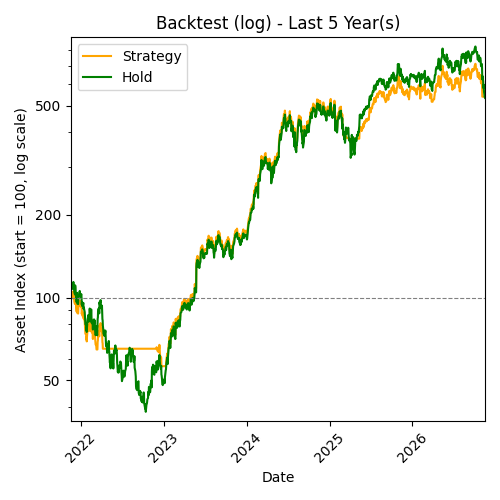 Backtest (log) - Last 5 Year(s)
Strategy
Hold
Asset Index (start = 100, log scale)
500
200
100
50
2022
2023
2024
2025
2026
Date